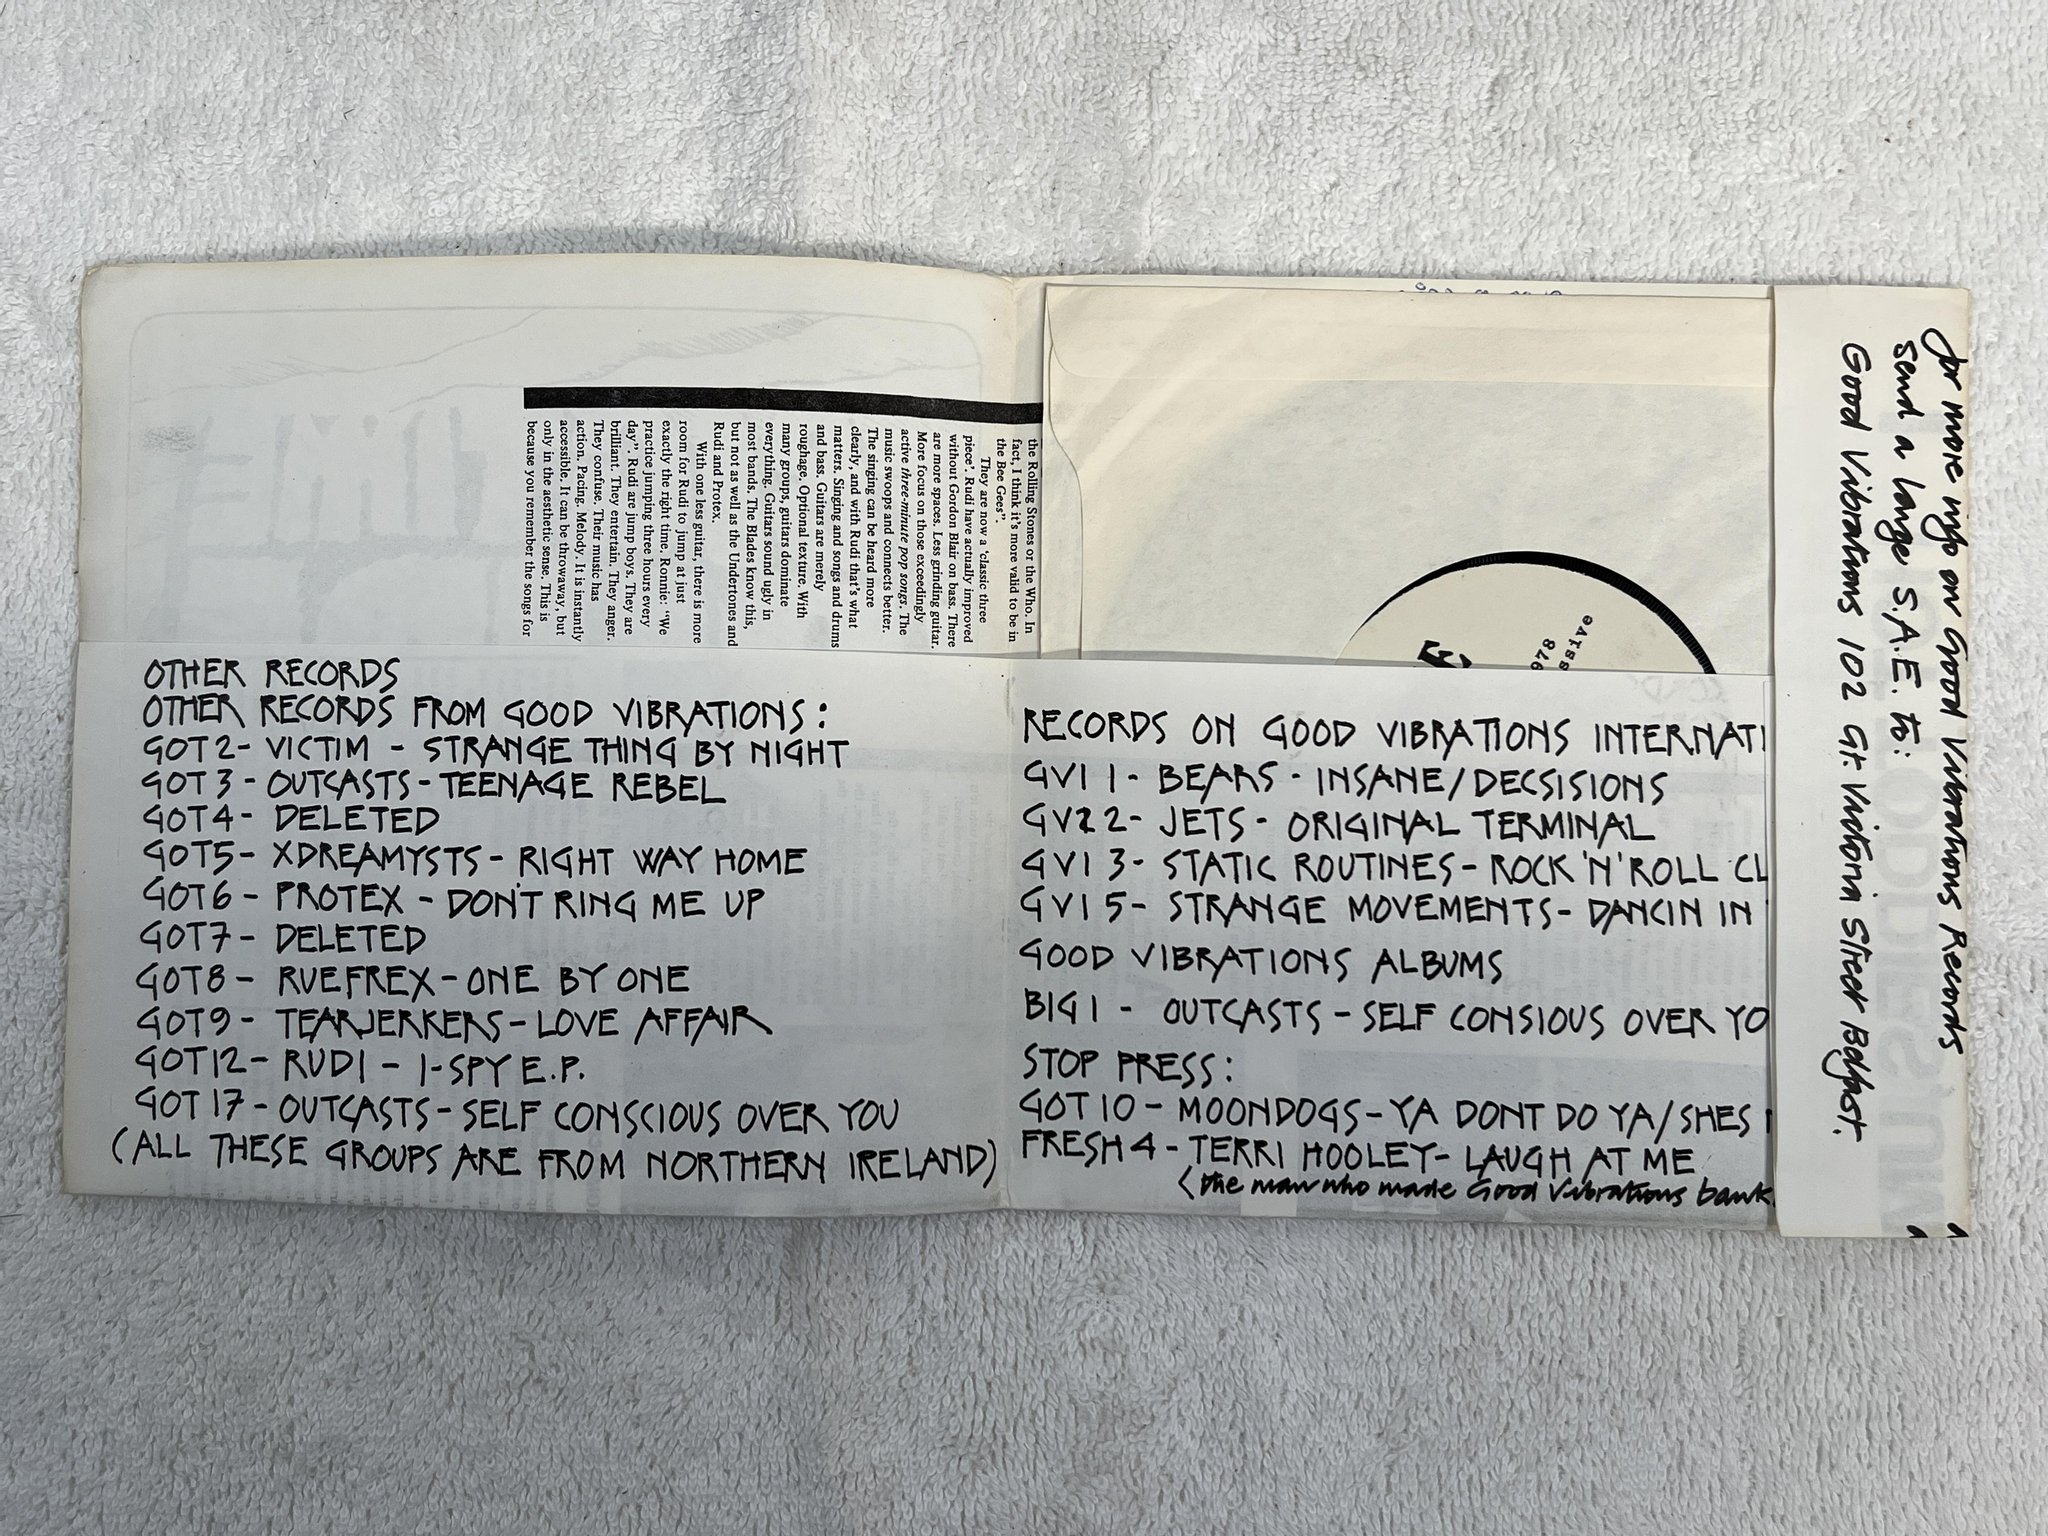 the Rolling Stones or the Who. In
fact, I think it's more valid to be in
the Bee Gees".
They are now a 'classic three
piece'. Rudi have actually improved
without Gordon Blair on bass. There
are more spaces. Less grinding guitar.
More focus on those exceedingly
active three-minute pop songs. The
music swoops and connects better.
The singing can be heard more
clearly, and with Rudi that's what
matters. Singing and songs and drums
and bass. Guitars are merely
roughage. Optional texture. With
many groups, guitars dominate
everything. Guitars sound ugly in
most bands. The Blades know this,
but not as well as the Undertones and
Rudi and Protex.
With one less guitar, there is more
room for Rudi to jump at just
exactly the right time. Ronnie: "We
practice jumping three hours every
day". Rudi are jump boys. They are
brilliant. They entertain. They anger.
They confuse. Their music has
action. Pacing. Melody. It is instantly
accessible. It can be throwaway, but
only in the aesthetic sense. This is
because you remember the songs for
OTHER RECORDS
OTHER RECORDS FROM GOOD VIBRATIONS:
GOT 2- VICTIM - STRANGE THING BY NIGHT
GOT 3 - OUTCASTS - TEENAGE REBEL
GOT 4- DELETED
GOT5- XDREAMYSTS - RIGHT WAY HOME
GOT6 - PROTEX - DON'T RING ME UP
GOT7- DELETED
GOT8- RUEFREX - ONE BY ONE
GOT9- TEARJERKERS - LOVE AFFAIR
GOT12- RUDI - I-SPY E.P.
GOT 17 - OUTCASTS - SELF CONSCIOUS OVER YOU
(ALL THESE GROUPS ARE FROM NORTHERN IRELAND)
978
ssive
RECORDS ON GOOD VIBRATIONS INTERNATI
GVI 1- BEARS - INSANE/DECSISIONS
GVI 2- JETS - ORIGINAL TERMINAL
GVI 3- STATIC ROUTINES - ROCK 'N' ROLL CL
GVI 5- STRANGE MOVEMENTS- DANCIN IN
GOOD VIBRATIONS ALBUMS
BIG 1 - OUTCASTS - SELF CONSIOUS OVER YO
STOP PRESS:
GOT 10 - MOONDOGS - YA DONT DO YA/SHES
FRESH 4 - TERRI HOOLEY- LAUGH AT ME
(the man who made Good Vibrations bank
for more info on Good Vibrations Records
send a large S.A.E. to:
Good Vibrations 102 Gt. Victoria Street Belfast.